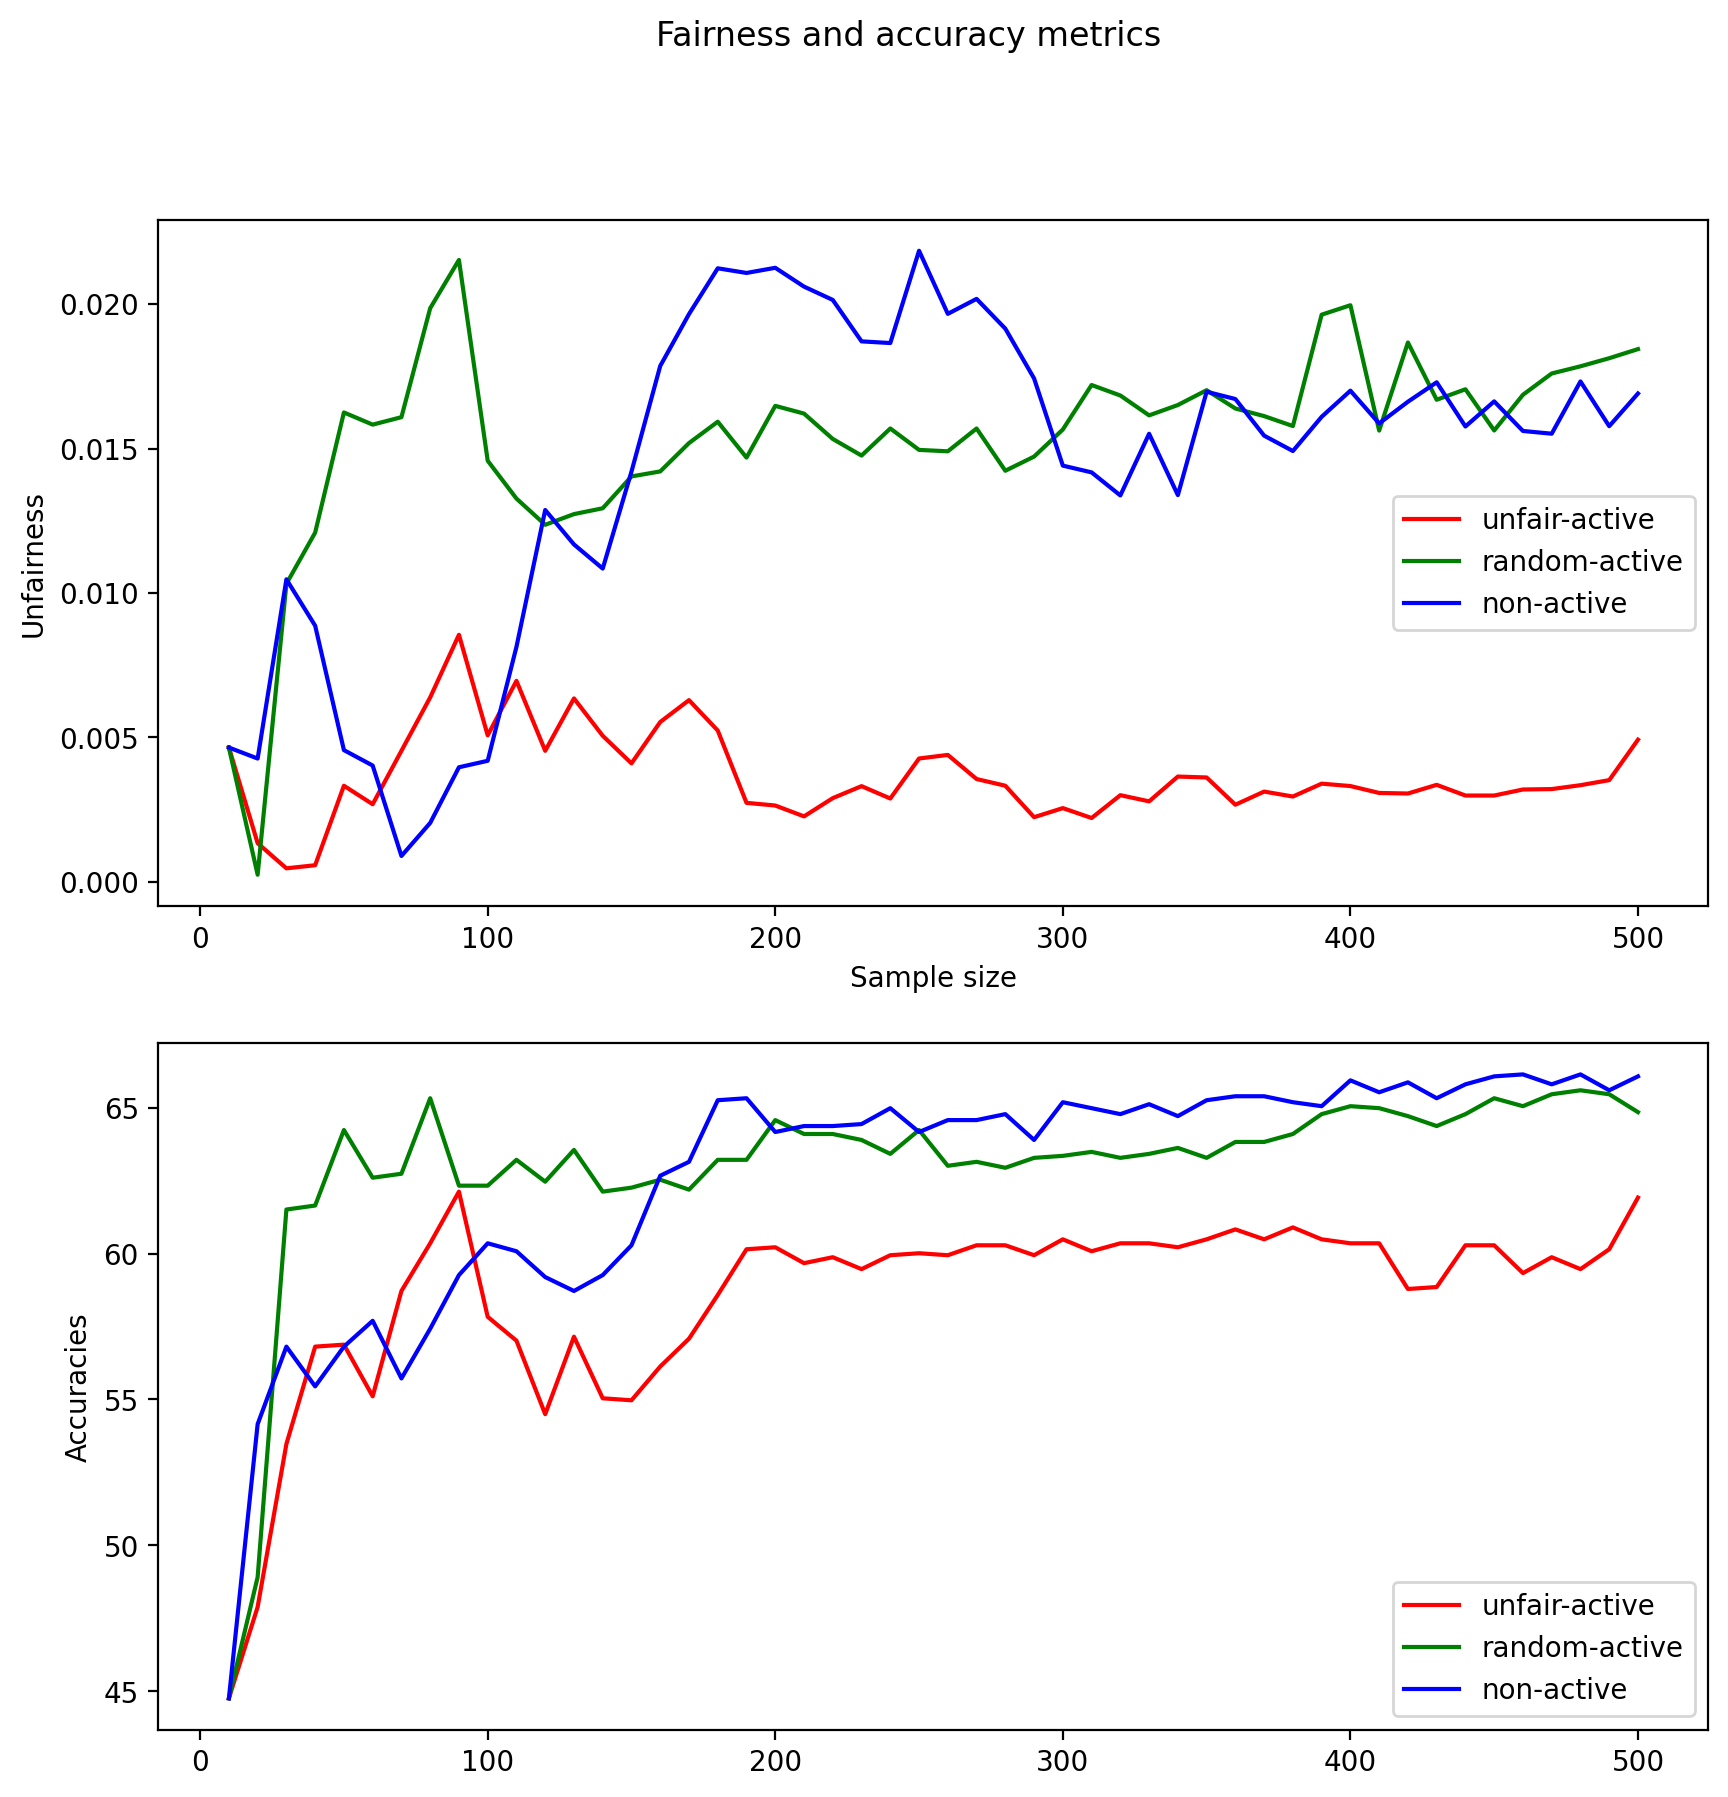 Fairness and accuracy metrics
0.020
0.015
0.010
0.005
0.000
Unfairness
unfair-active
random-active
non-active
0 100 200 300 400 500
Sample size
65
60
55
50
45
Accuracies
unfair-active
random-active
non-active
0 100 200 300 400 500